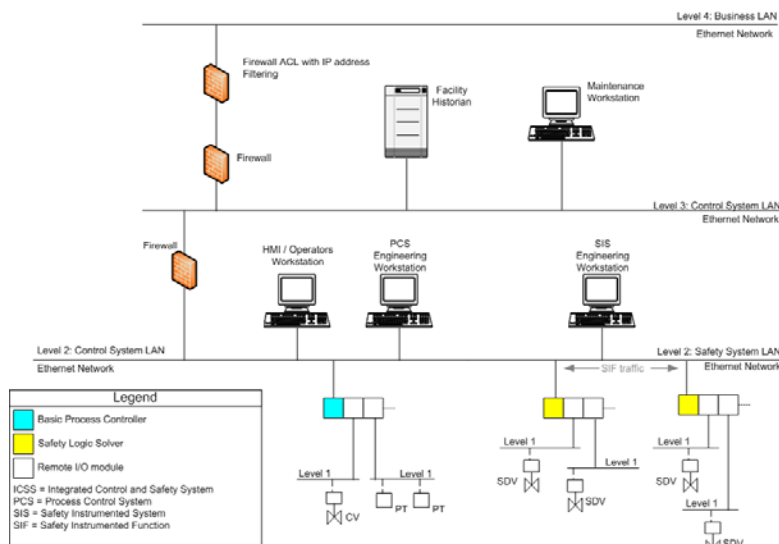 Level 4: Business LAN
Ethernet Network
Firewall ACL with IP address
Filtering
Facility
Historian
Maintenance
Workstation
Firewall
Level 3: Control System LAN
Ethernet Network
Firewall
HMI / Operators
Workstation
PCS
Engineering
Workstation
SIS
Engineering
Workstation
Level 2: Control System LAN
Ethernet Network
Level 2: Safety System LAN
Ethernet Network
SIF traffic
Legend
Basic Process Controller
Safety Logic Solver
Remote I/O module
ICSS = Integrated Control and Safety System
PCS = Process Control System
SIS = Safety Instrumented System
SIF = Safety Instrumented Function
Level 1
Level 1
CV
PT
PT
Level 1
Level 1
SDV
SDV
Level 1
Level 1
SDV
SDV